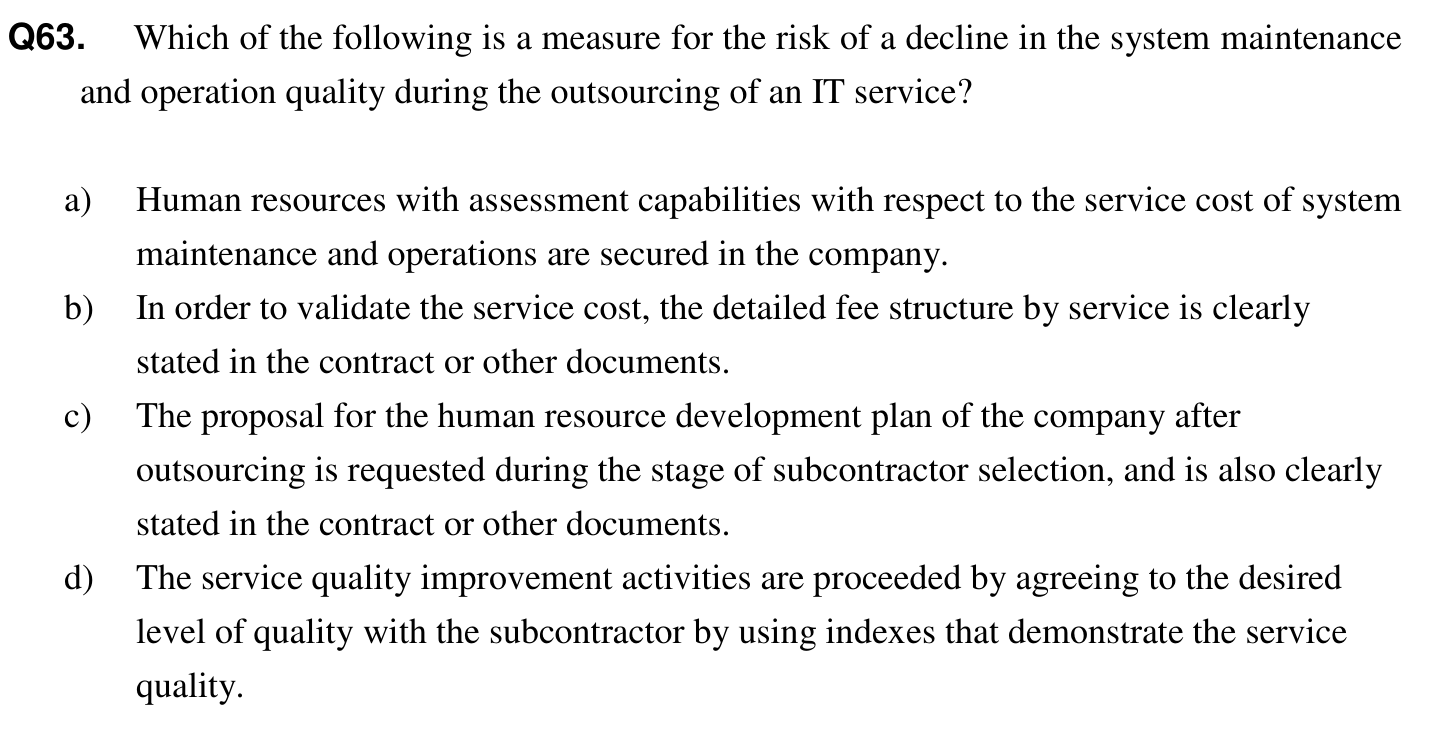 Q63. Which of the following is a measure for the risk of a decline in the system maintenance
and operation quality during the outsourcing of an IT service?
a) Human resources with assessment capabilities with respect to the service cost of system
maintenance and operations are secured in the company.
b) In order to validate the service cost, the detailed fee structure by service is clearly
stated in the contract or other documents.
c) The proposal for the human resource development plan of the company after
outsourcing is requested during the stage of subcontractor selection, and is also clearly
stated in the contract or other documents.
d) The service quality improvement activities are proceeded by agreeing to the desired
level of quality with the subcontractor by using indexes that demonstrate the service
quality.